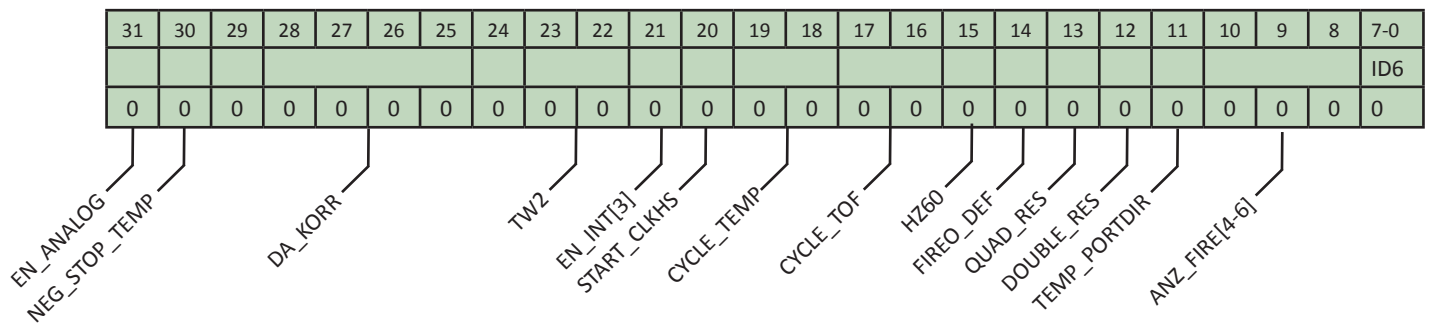 31 30 29 28 27 26 25 24 23 22 21 20 19 18 17 16 15 14 13 12 11 10 9 8 7-0
ID6
0 0 0 0 0 0 0 0 0 0 0 0 0 0 0 0 0 0 0 0 0 0 0 0 0
EN_ANALOG
NEG_STOP_TEMP
DA_KORR
TW2
EN_INT[3]
START_CLKHS
CYCLE_TEMP
CYCLE_TOF
HZ60
FIREO_DEF
QUAD_RES
DOUBLE_RES
TEMP_PORTDIR
ANZ_FIRE[4-6]